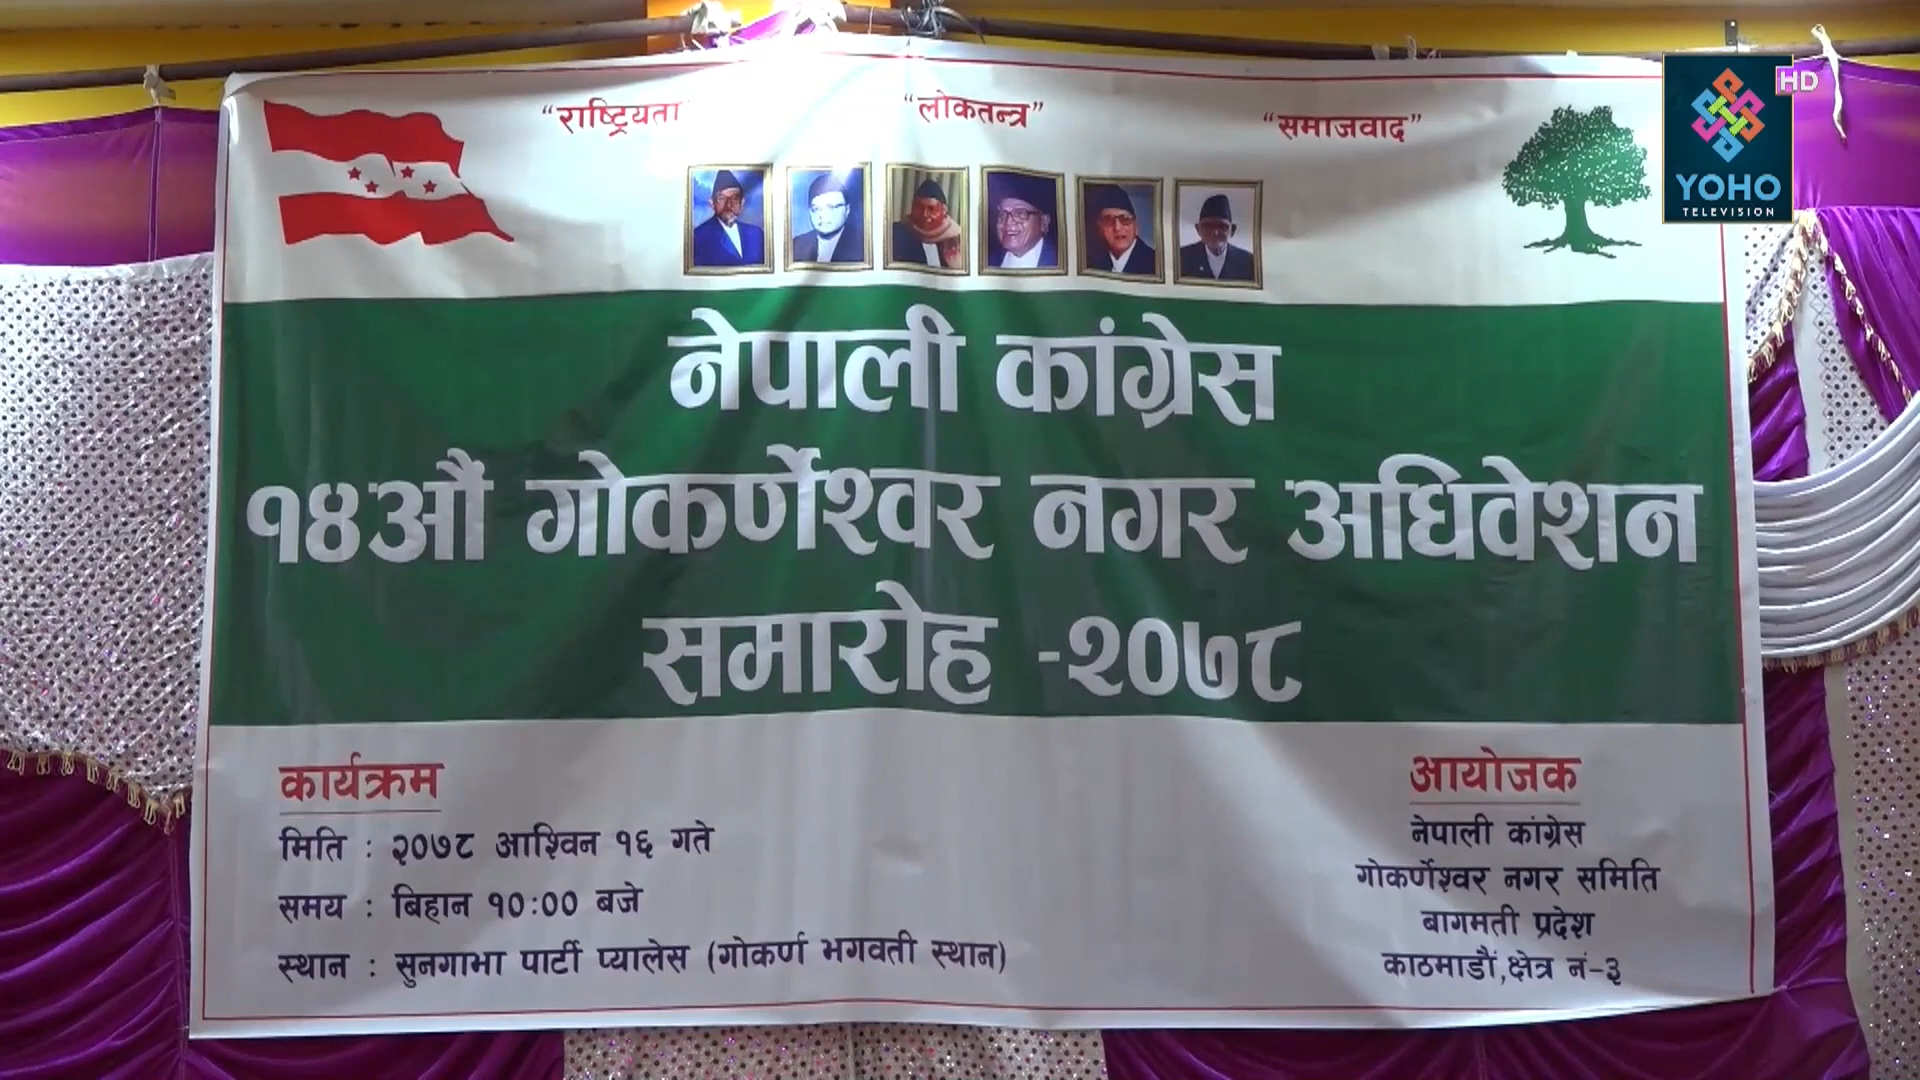 “राष्ट्रियता” “लोकतन्त्र” “समाजवाद”
HD
YOHO
TELEVISION
नेपाली कांग्रेस
१४औं गोकर्णेश्वर नगर अधिवेशन
समारोह -२०७८
कार्यक्रम
मिति : २०७८ आश्विन १६ गते
समय : बिहान १०:०० बजे
स्थान : सुनगाभा पार्टी प्यालेस (गोकर्ण भगवती स्थान)
आयोजक
नेपाली कांग्रेस
गोकर्णेश्वर नगर समिति
बागमती प्रदेश
काठमाडौं,क्षेत्र नं-३